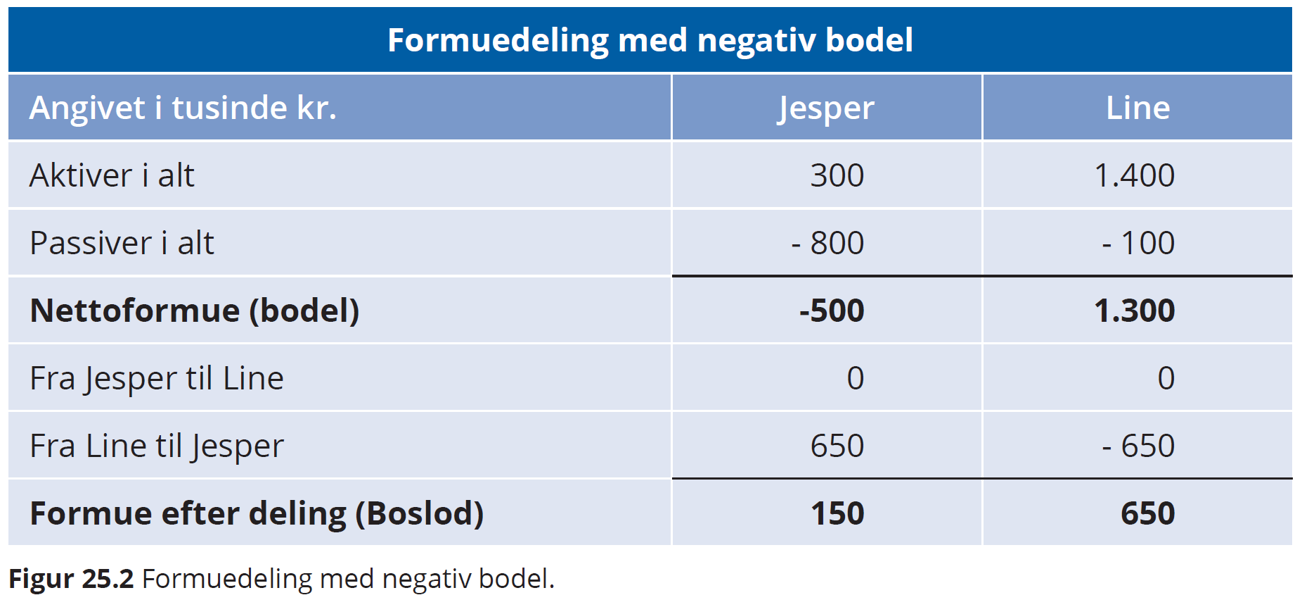 Formuedeling med negativ bodel
Angivet i tusinde kr. Jesper Line
Aktiver i alt 300 1.400
Passiver i alt - 800 - 100
Nettoformue (bodel) -500 1.300
Fra Jesper til Line 0 0
Fra Line til Jesper 650 - 650
Formue efter deling (Boslod) 150 650
Figur 25.2 Formuedeling med negativ bodel.